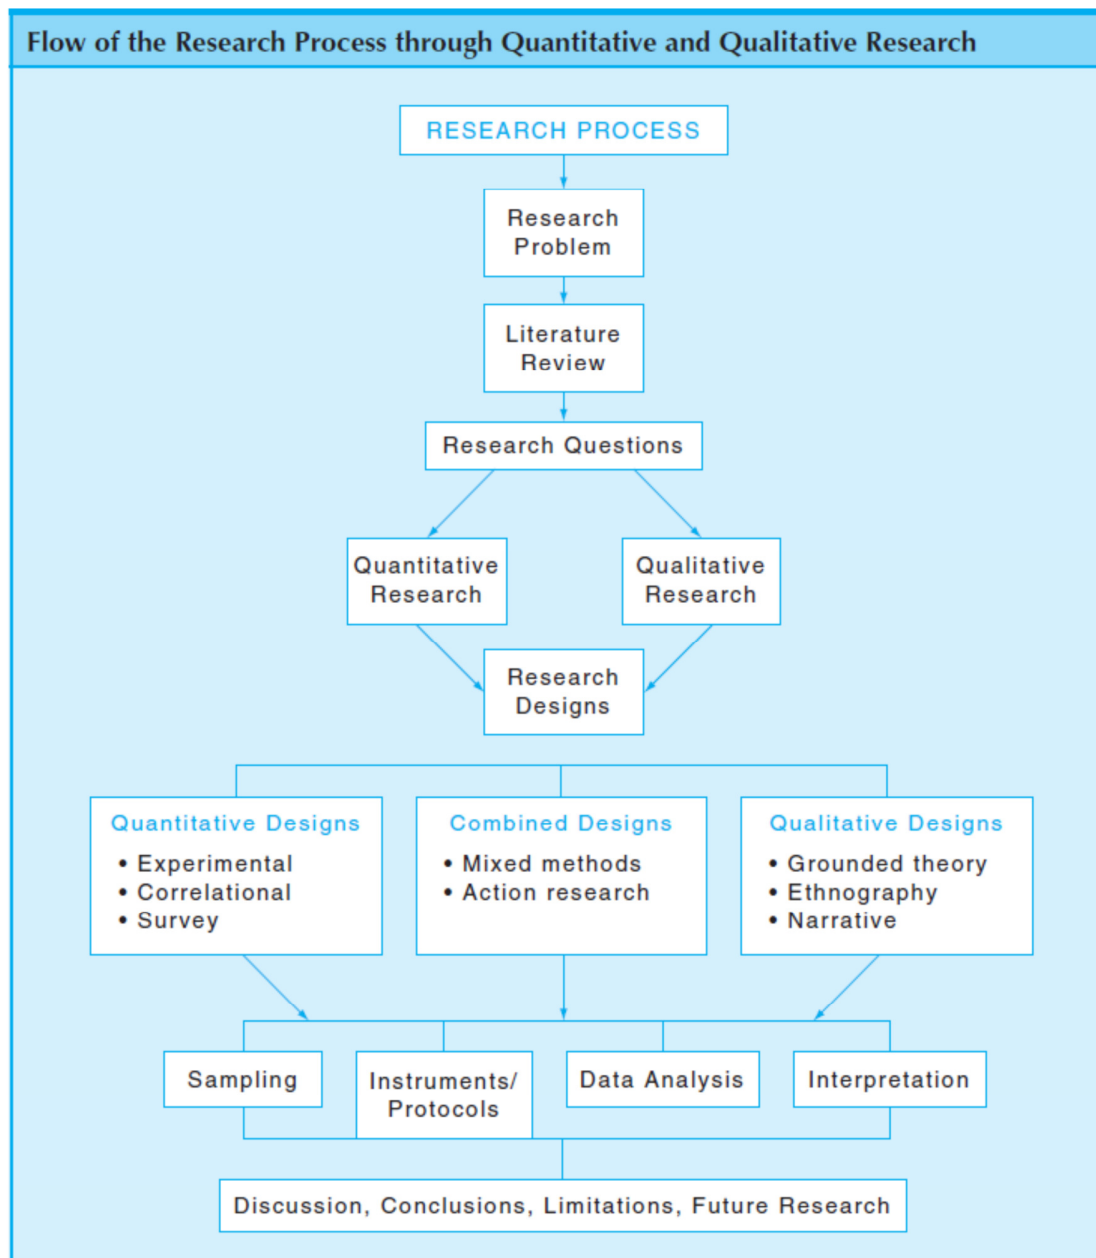 Flow of the Research Process through Quantitative and Qualitative Research
RESEARCH PROCESS
Research
Problem
Literature
Review
Research Questions
Quantitative
Research
Qualitative
Research
Research
Designs
Quantitative Designs
• Experimental
• Correlational
• Survey
Combined Designs
• Mixed methods
• Action research
Qualitative Designs
• Grounded theory
• Ethnography
• Narrative
Sampling
Instruments/
Protocols
Data Analysis
Interpretation
Discussion, Conclusions, Limitations, Future Research